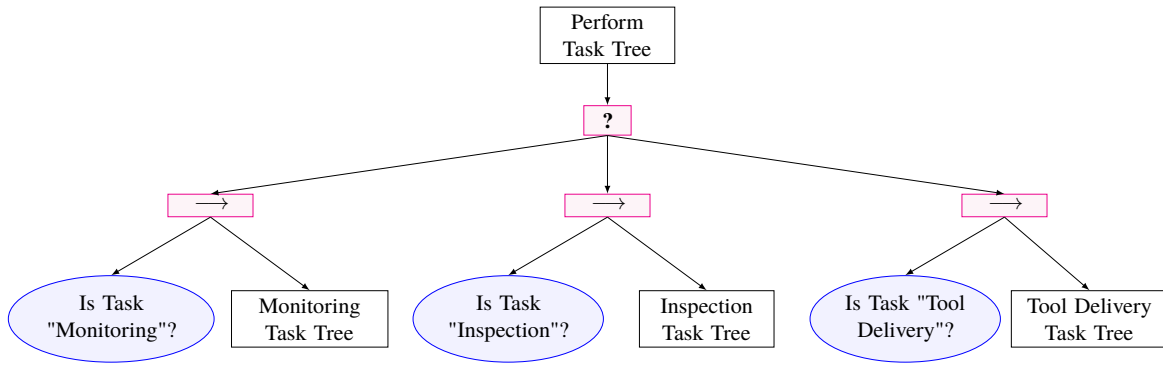 Perform
Task Tree
?
→
→
→
Is Task
"Monitoring"?
Monitoring
Task Tree
Is Task
"Inspection"?
Inspection
Task Tree
Is Task "Tool
Delivery"?
Tool Delivery
Task Tree